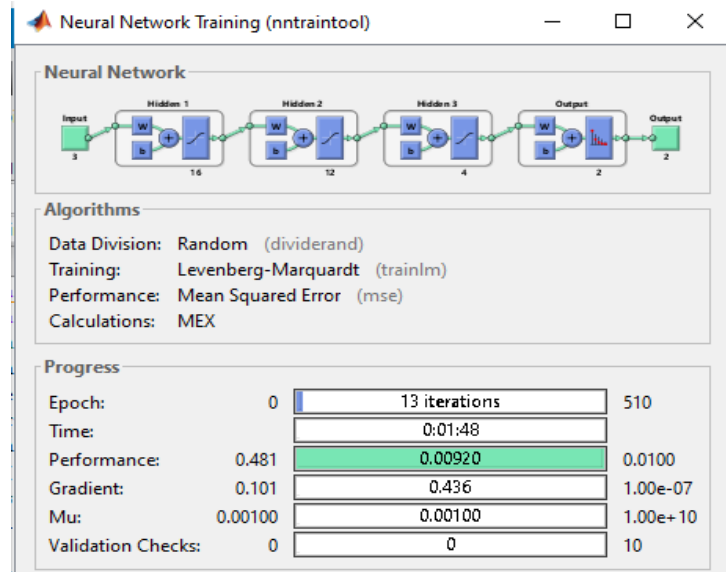 Neural Network Training (nntraintool)
Neural Network
Hidden 1 Hidden 2 Hidden 3 Output
Input Output
W W W W
b b b b
3 16 12 4 2 2
Algorithms
Data Division: Random (dividerand)
Training: Levenberg-Marquardt (trainlm)
Performance: Mean Squared Error (mse)
Calculations: MEX
Progress
Epoch: 0 13 iterations 510
Time: 0:01:48
Performance: 0.481 0.00920 0.0100
Gradient: 0.101 0.436 1.00e-07
Mu: 0.00100 0.00100 1.00e+10
Validation Checks: 0 0 10